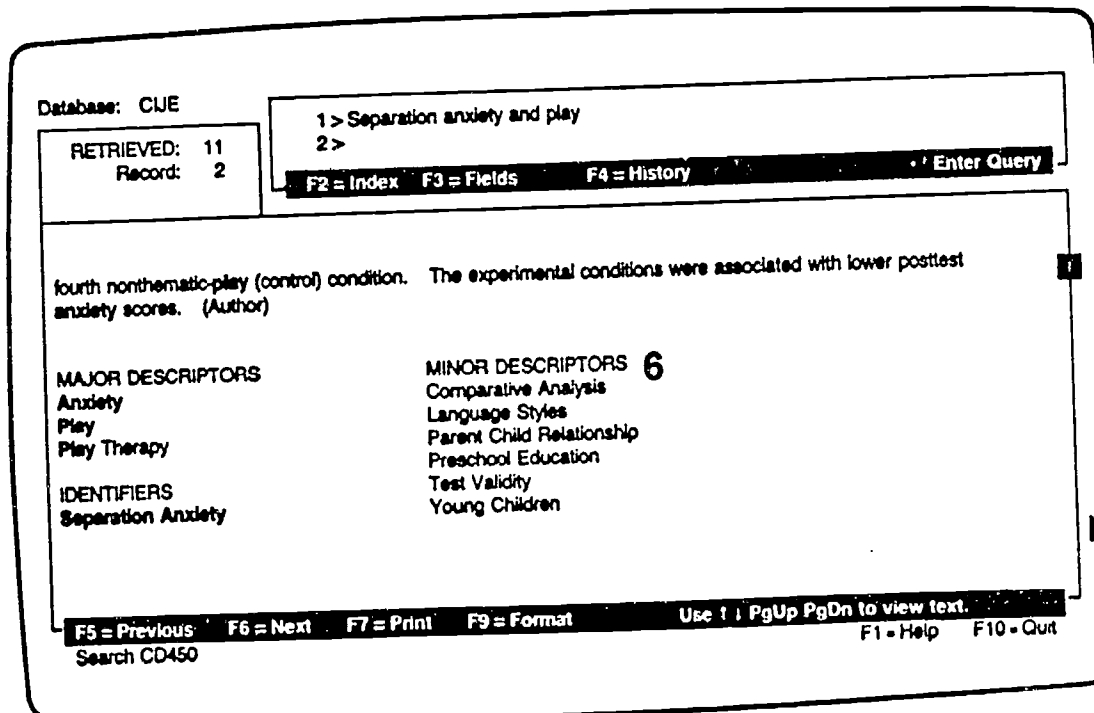 Database: CIJE
RETRIEVED: 11
Record: 2
1 > Separation anxiety and play
2 >
F2 = Index F3 = Fields F4 = History Enter Query
fourth nonthematic-play (control) condition. The experimental conditions were associated with lower posttest
anxiety scores. (Author)
MAJOR DESCRIPTORS
Anxiety
Play
Play Therapy
IDENTIFIERS
Separation Anxiety
MINOR DESCRIPTORS 6
Comparative Analysis
Language Styles
Parent Child Relationship
Preschool Education
Test Validity
Young Children
F5 = Previous F6 = Next F7 = Print F9 = Format Use ↑ ↓ PgUp PgDn to view text.
Search CD450 F1 = Help F10 = Quit